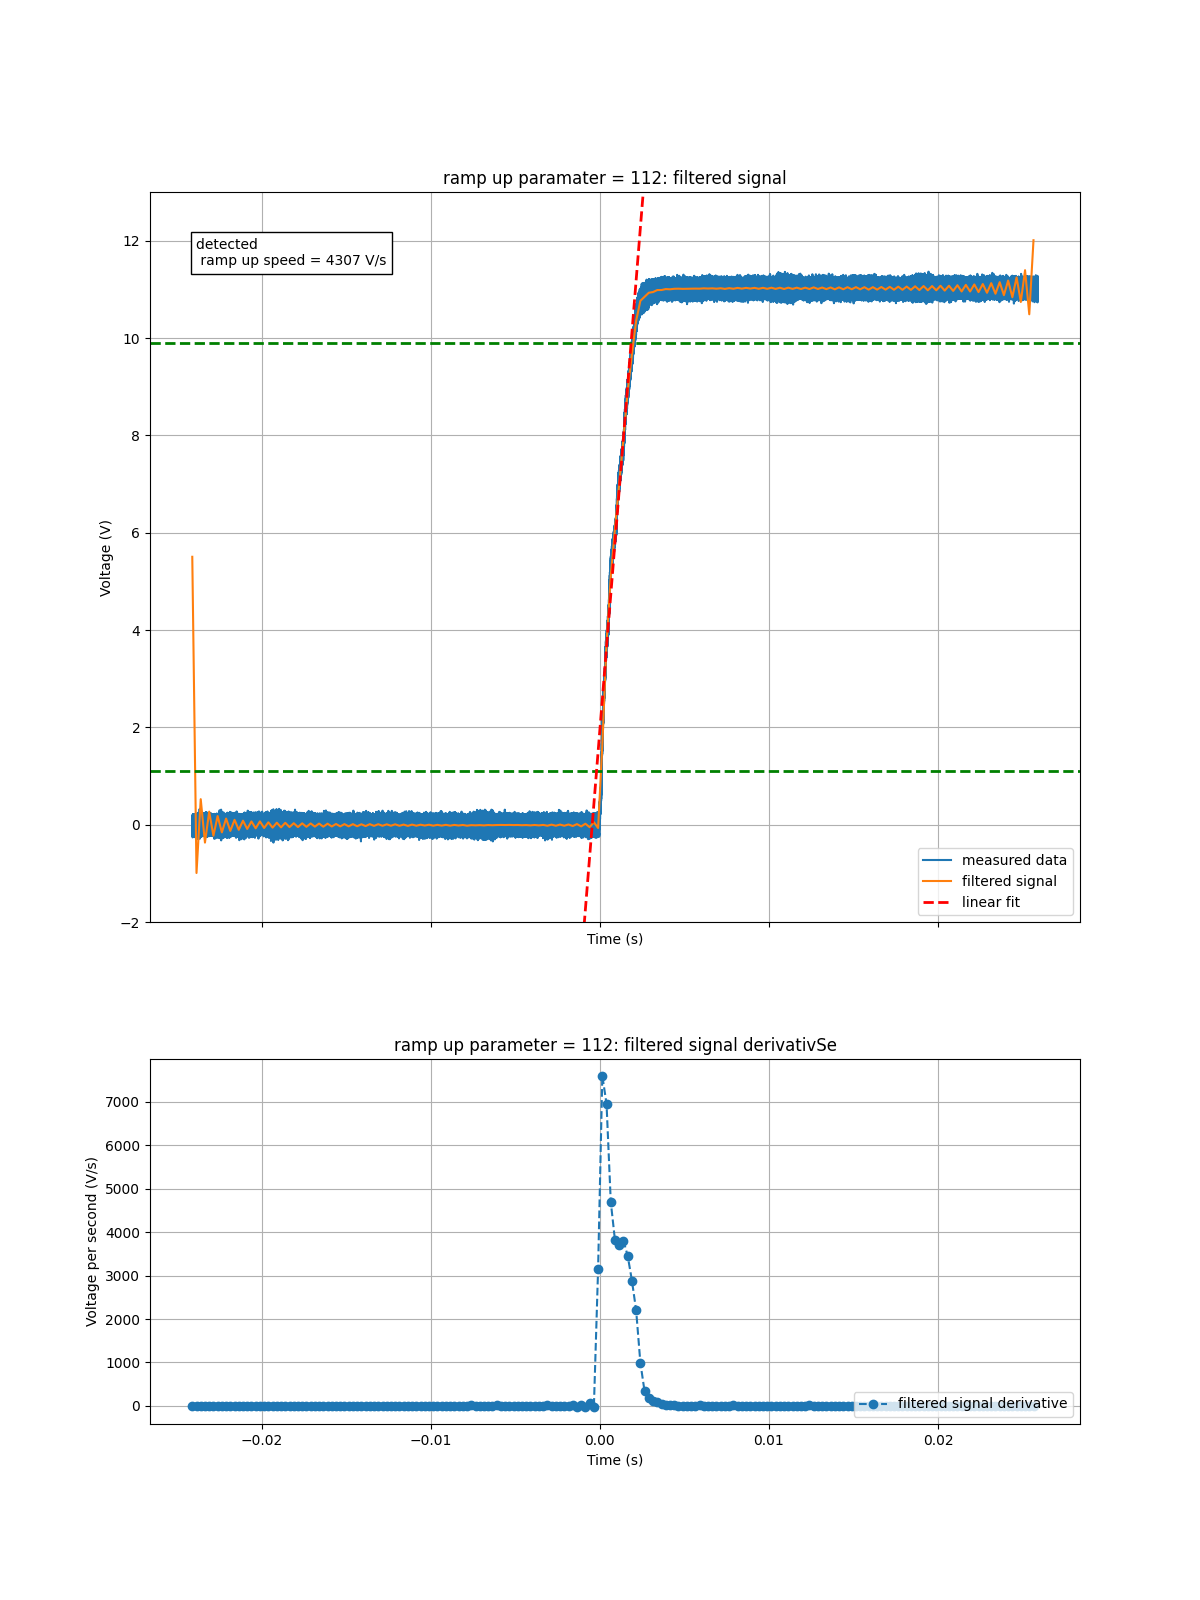 ramp up paramater = 112: filtered signal
detected
ramp up speed = 4307 V/s
Voltage (V)
12
10
8
6
4
2
0
−2
measured data
filtered signal
linear fit
Time (s)
ramp up parameter = 112: filtered signal derivativSe
Voltage per second (V/s)
7000
6000
5000
4000
3000
2000
1000
0
filtered signal derivative
−0.02 −0.01 0.00 0.01 0.02
Time (s)